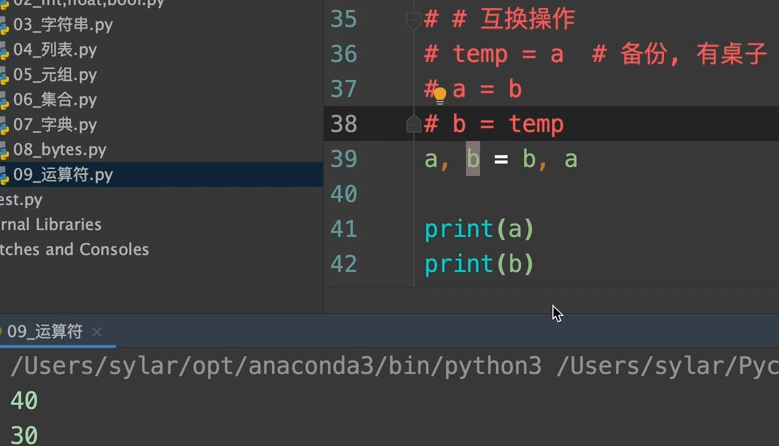 02_int,float,bool.py
03_字符串.py
04_列表.py
05_元组.py
06_集合.py
07_字典.py
08_bytes.py
09_运算符.py
est.py
rnal Libraries
tches and Consoles
35 # # 互换操作
36 # temp = a # 备份, 有桌子
37 # a = b
38 # b = temp
39 a, b = b, a
40
41 print(a)
42 print(b)
09_运算符
/Users/sylar/opt/anaconda3/bin/python3 /Users/sylar/Pyc
40
30